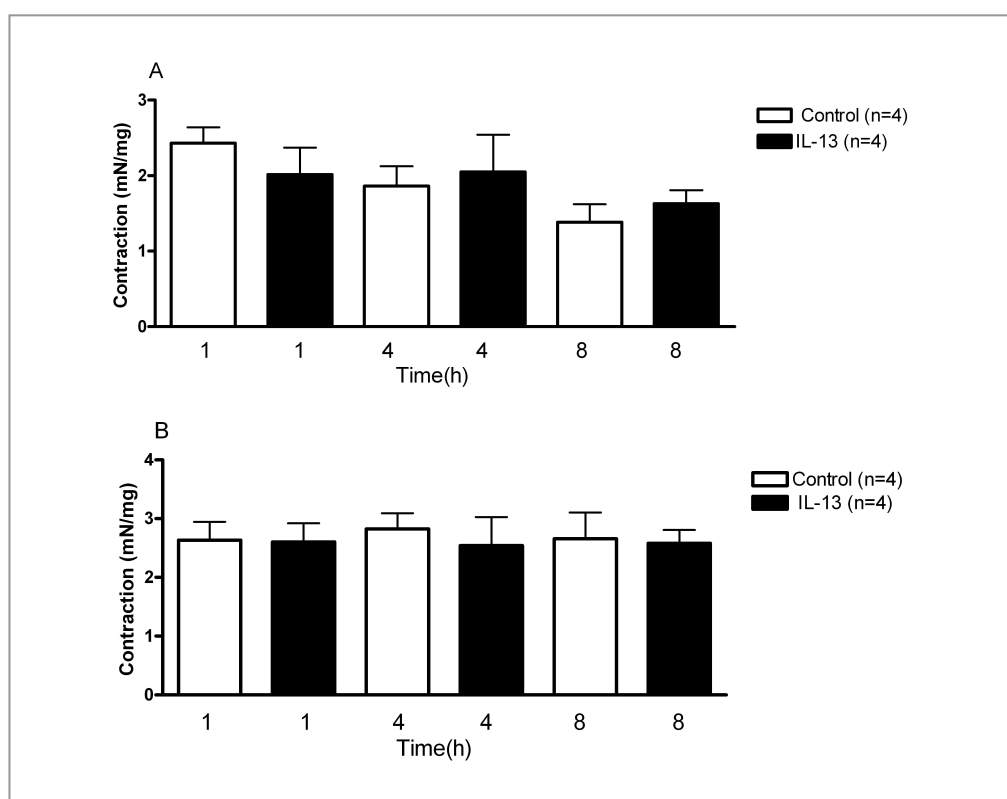 A
3
2
1
0
Contraction (mN/mg)
Control (n=4)
IL-13 (n=4)
1 1 4 4 8 8
Time(h)
B
4
3
2
1
0
Contraction (mN/mg)
Control (n=4)
IL-13 (n=4)
1 1 4 4 8 8
Time(h)